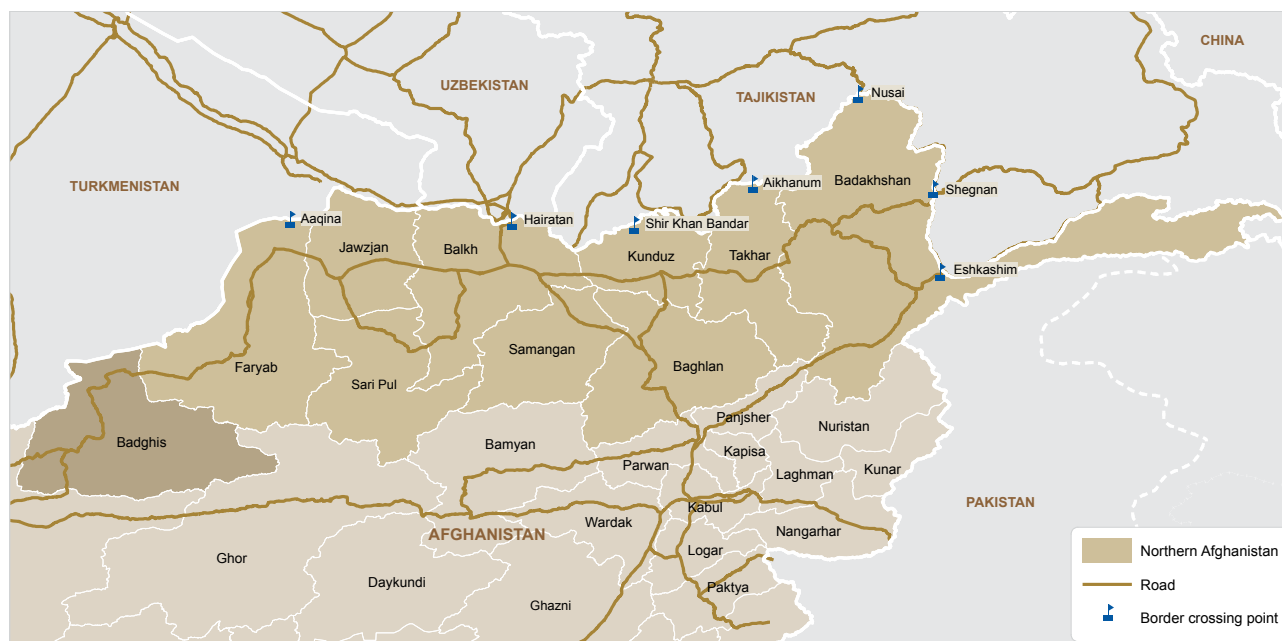 CHINA
UZBEKISTAN
TAJIKISTAN
Nusai
TURKMENISTAN
Aikhanum
Badakhshan
Shegnan
Aaqina
Hairatan
Shir Khan Bandar
Jawzjan
Balkh
Kunduz
Takhar
Eshkashim
Samangan
Faryab
Sari Pul
Baghlan
Panjsher
Nuristan
Badghis
Bamyan
Kapisa
Parwan
Laghman
Kunar
PAKISTAN
Kabul
Wardak
AFGHANISTAN
Nangarhar
Logar
Ghor
Daykundi
Paktya
Ghazni
Northern Afghanistan
Road
Border crossing point